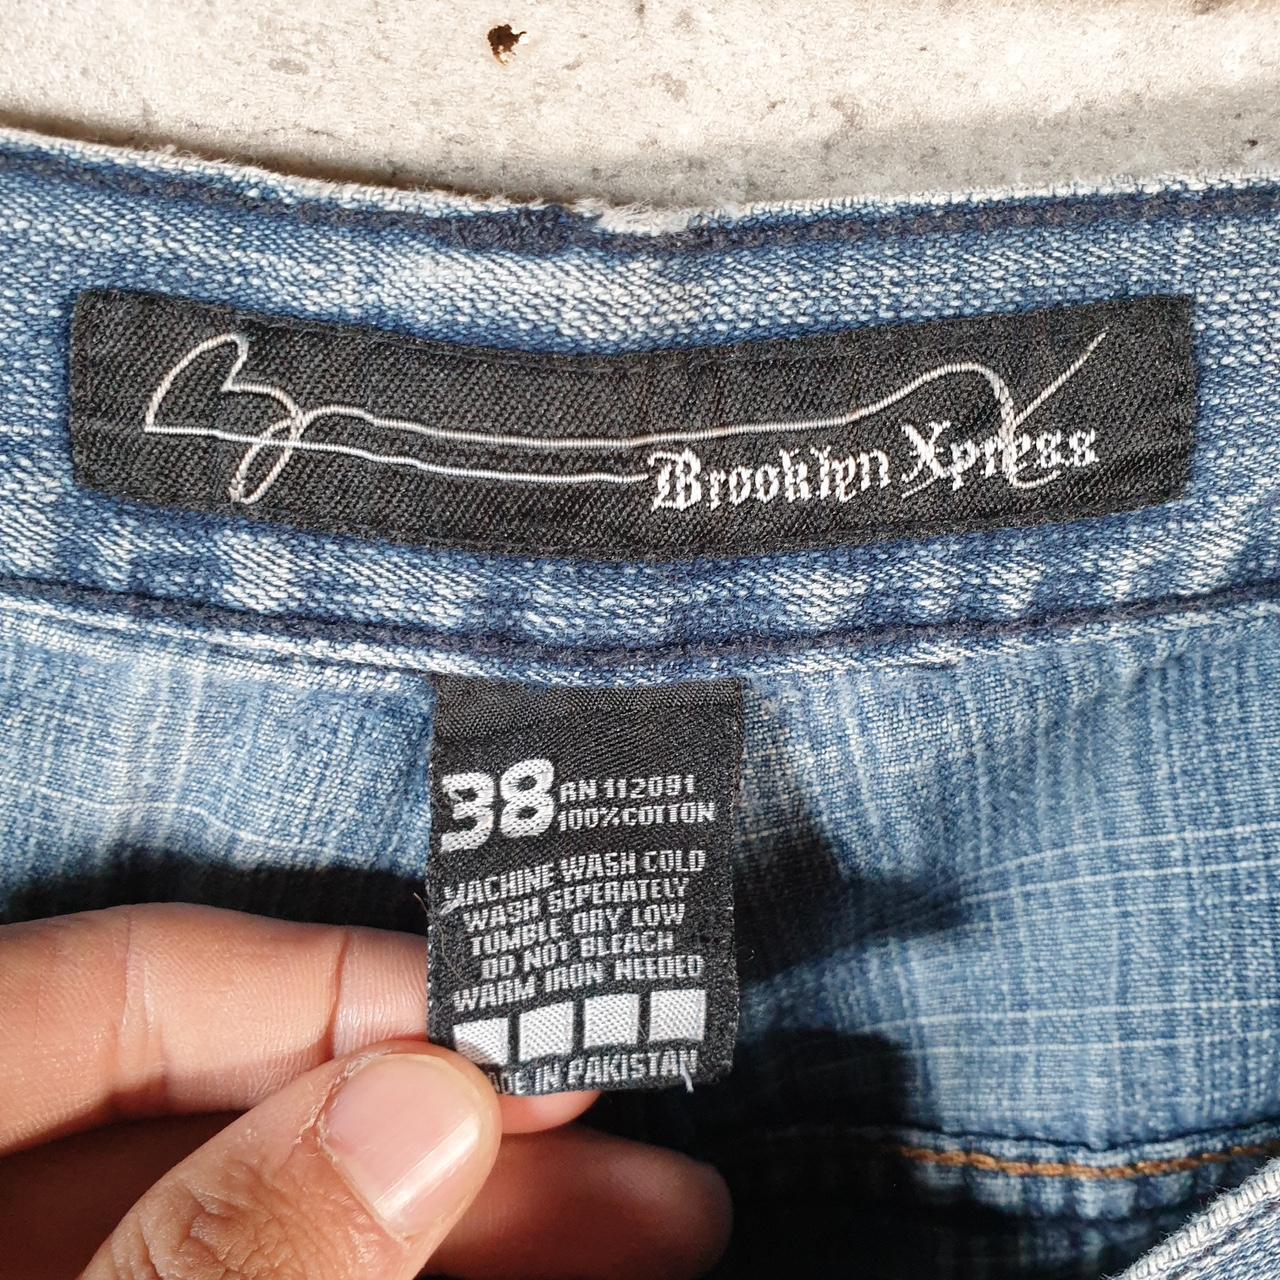 Brooklyn Xpress
38
RN 112091
100% COTTON
MACHINE WASH COLD
WASH SEPERATELY
TUMBLE DRY LOW
DO NOT BLEACH
WARM IRON NEEDED
MADE IN PAKISTAN